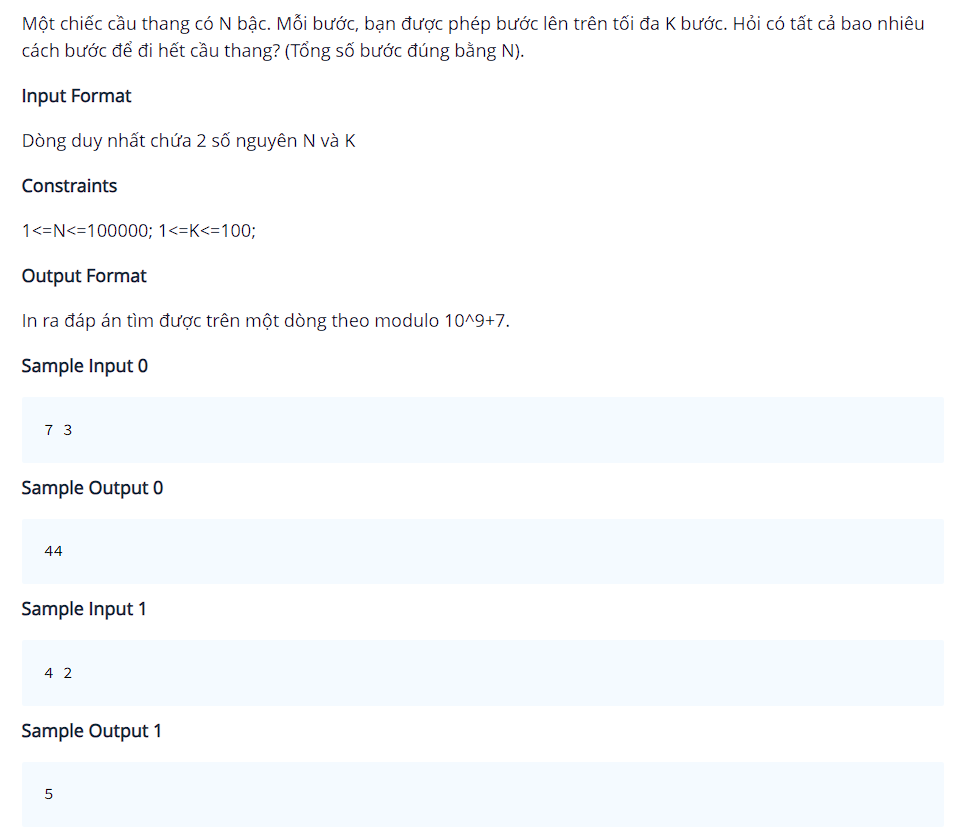 Một chiếc cầu thang có N bậc. Mỗi bước, bạn được phép bước lên trên tối đa K bước. Hỏi có tất cả bao nhiêu
cách bước để đi hết cầu thang? (Tổng số bước đúng bằng N).
Input Format
Dòng duy nhất chứa 2 số nguyên N và K
Constraints
1<=N<=100000; 1<=K<=100;
Output Format
In ra đáp án tìm được trên một dòng theo modulo 10^9+7.
Sample Input 0
7 3
Sample Output 0
44
Sample Input 1
4 2
Sample Output 1
5